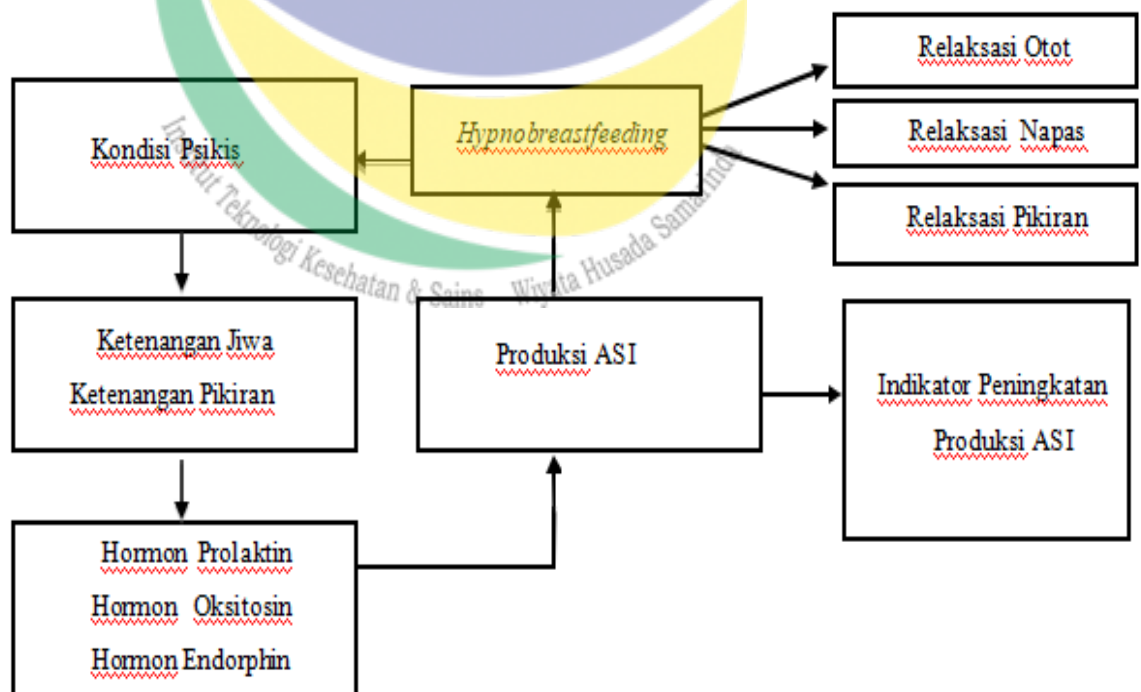 Relaksasi Otot
Kondisi Psikis
Hypnobreastfeeding
Relaksasi Napas
Relaksasi Pikiran
Institut Teknologi Kesehatan & Sains Wiyata Husada Samarinda
Ketenangan Jiwa
Ketenangan Pikiran
Produksi ASI
Indikator Peningkatan
Produksi ASI
Hormon Prolaktin
Hormon Oksitosin
Hormon Endorphin